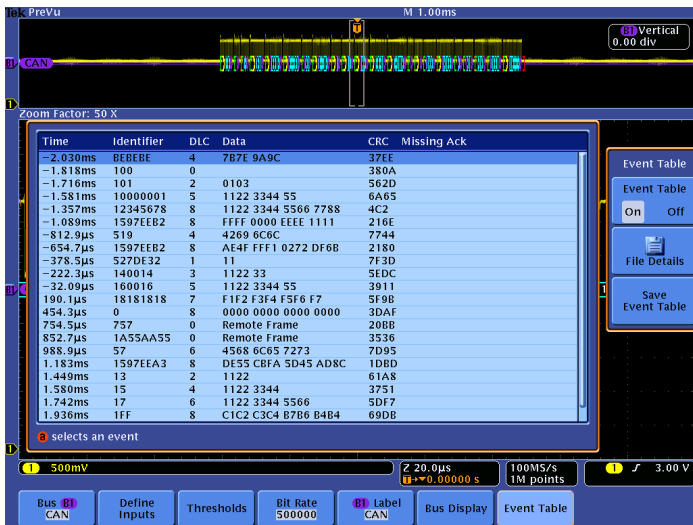 Tek PreVu
M 1.00ms
B1 Vertical
0.00 div
B1 CAN
T
1
Zoom Factor: 50 X
Time Identifier DLC Data CRC Missing Ack
-2.030ms BEBEBE 4 7B7E 9A9C 37EE
-1.818ms 100 0 380A
-1.716ms 101 2 0103 562D
-1.581ms 10000001 5 1122 3344 55 6A65
-1.357ms 12345678 8 1122 3344 5566 7788 4C2
-1.089ms 1597EEB2 8 FFFF 0000 EEEE 1111 216E
-812.9µs 519 4 4269 6C6C 7744
-654.7µs 1597EEB2 8 AE4F FFF1 0272 DF6B 2180
-378.5µs 527DE32 1 11 7F3D
-222.3µs 140014 3 1122 33 5EDC
-32.09µs 160016 5 1122 3344 55 3911
190.1µs 18181818 7 F1F2 F3F4 F5F6 F7 5F9B
454.3µs 0 8 0000 0000 0000 0000 3DAF
754.5µs 757 0 Remote Frame 20BB
852.7µs 1A55AA55 0 Remote Frame 3536
988.9µs 57 6 4568 6C65 7273 7D95
1.183ms 1597EEA3 8 DE55 CBFA 5D45 AD8C 1DBD
1.449ms 13 2 1122 61A8
1.580ms 15 4 1122 3344 3751
1.742ms 17 6 1122 3344 5566 5DF7
1.936ms 1FF 8 C1C2 C3C4 B7B6 B4B4 69DB
a selects an event
Event Table
Event Table
On Off
File Details
Save
Event Table
B1
1
1
1 500mV
Z 20.0µs
T→▼0.00000 s
100MS/s
1M points
1 ∫ 3.00 V
Bus B1
CAN
Define
Inputs
Thresholds
Bit Rate
500000
B1 Label
CAN
Bus Display
Event Table